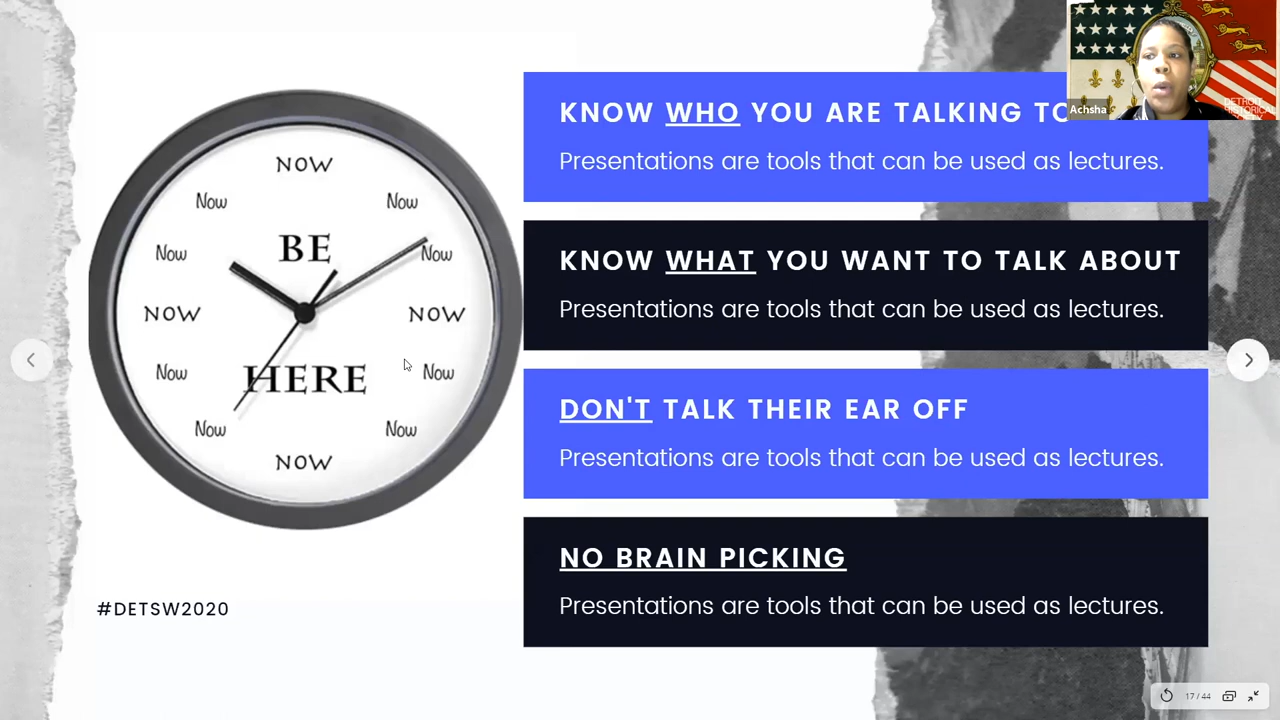 NOW
Now Now
BE
Now Now
NOW NOW
HERE
Now Now
Now Now
NOW
#DETSW2020
KNOW WHO YOU ARE TALKING TO
Presentations are tools that can be used as lectures.
KNOW WHAT YOU WANT TO TALK ABOUT
Presentations are tools that can be used as lectures.
DON'T TALK THEIR EAR OFF
Presentations are tools that can be used as lectures.
NO BRAIN PICKING
Presentations are tools that can be used as lectures.
Achsha
DETROIT
HISTORICAL
17 / 44